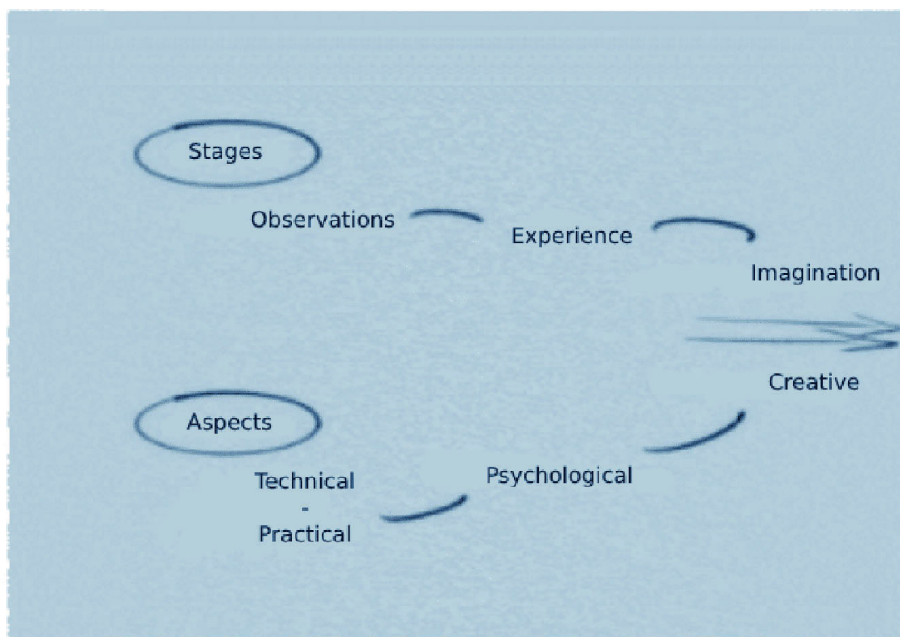 Stages
Observations
Experience
Imagination
Creative
Aspects
Technical
-
Practical
Psychological